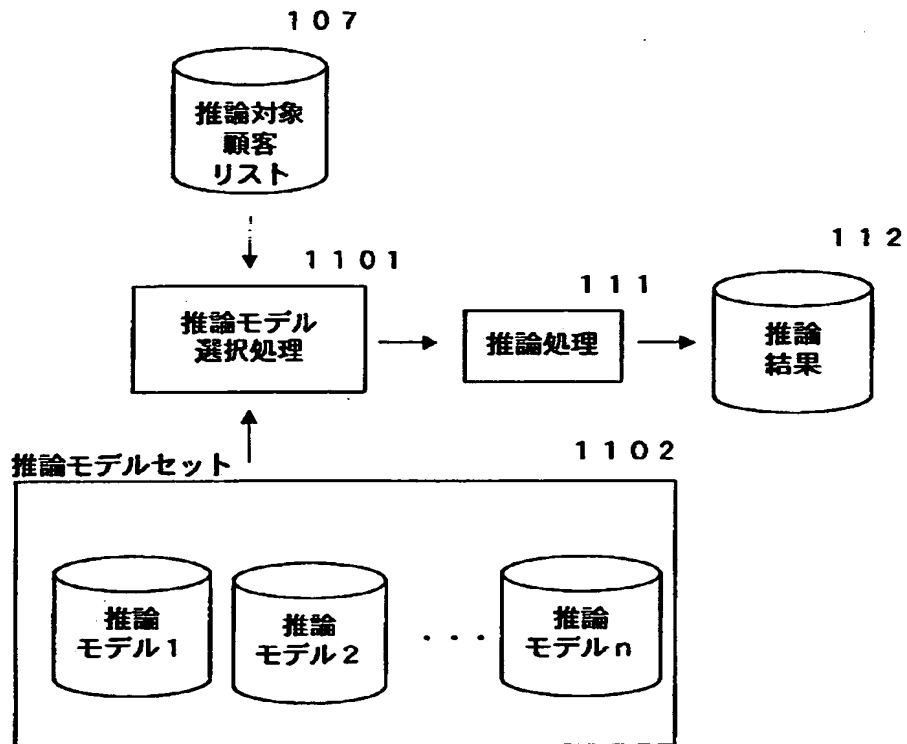 107
推論対象
顧客
リスト
1101
推論モデル
選択処理
111
推論処理
112
推論
結果
推論モデルセット
1102
推論
モデル1
推論
モデル2
・・・
推論
モデルn